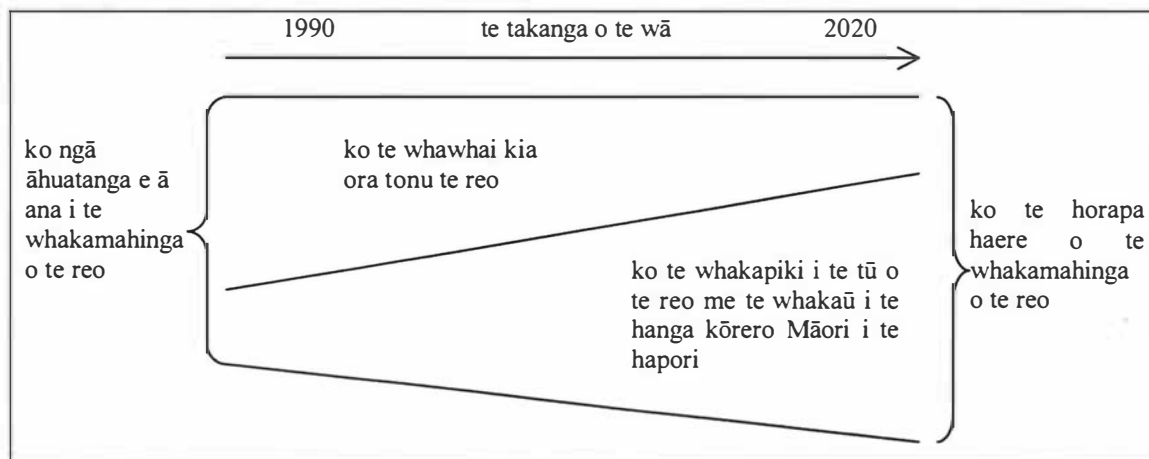 1990 te takanga o te wā 2020
ko ngā
āhuatanga e ā
ana i te
whakamahinga
o te reo
ko te whawhai kia
ora tonu te reo
ko te whakapiki i te tū o
te reo me te whakaū i te
hanga kōrero Māori i te
hapori
ko te horapa
haere o te
whakamahinga
o te reo